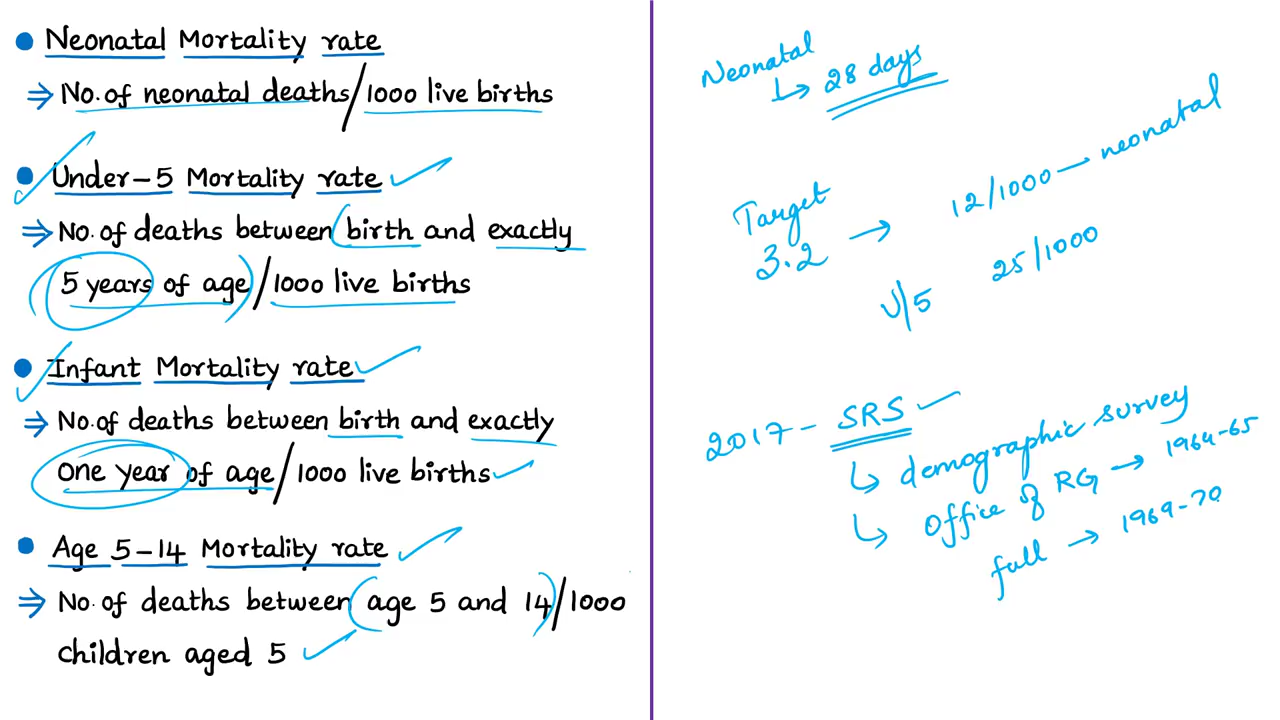 Neonatal Mortality rate
⇒ No. of neonatal deaths/1000 live births
Under-5 Mortality rate
⇒ No. of deaths between birth and exactly
5 years of age/1000 live births
Infant Mortality rate
⇒ No. of deaths between birth and exactly
one year of age/1000 live births
Age 5-14 Mortality rate
⇒ No. of deaths between age 5 and 14/1000
children aged 5
Neonatal
↳ 28 days
Target
3.2 → 12/1000 - neonatal
U/5 25/1000
2017 - SRS
↳ demographic survey
↳ Office of RG → 1964-65
full → 1969-70